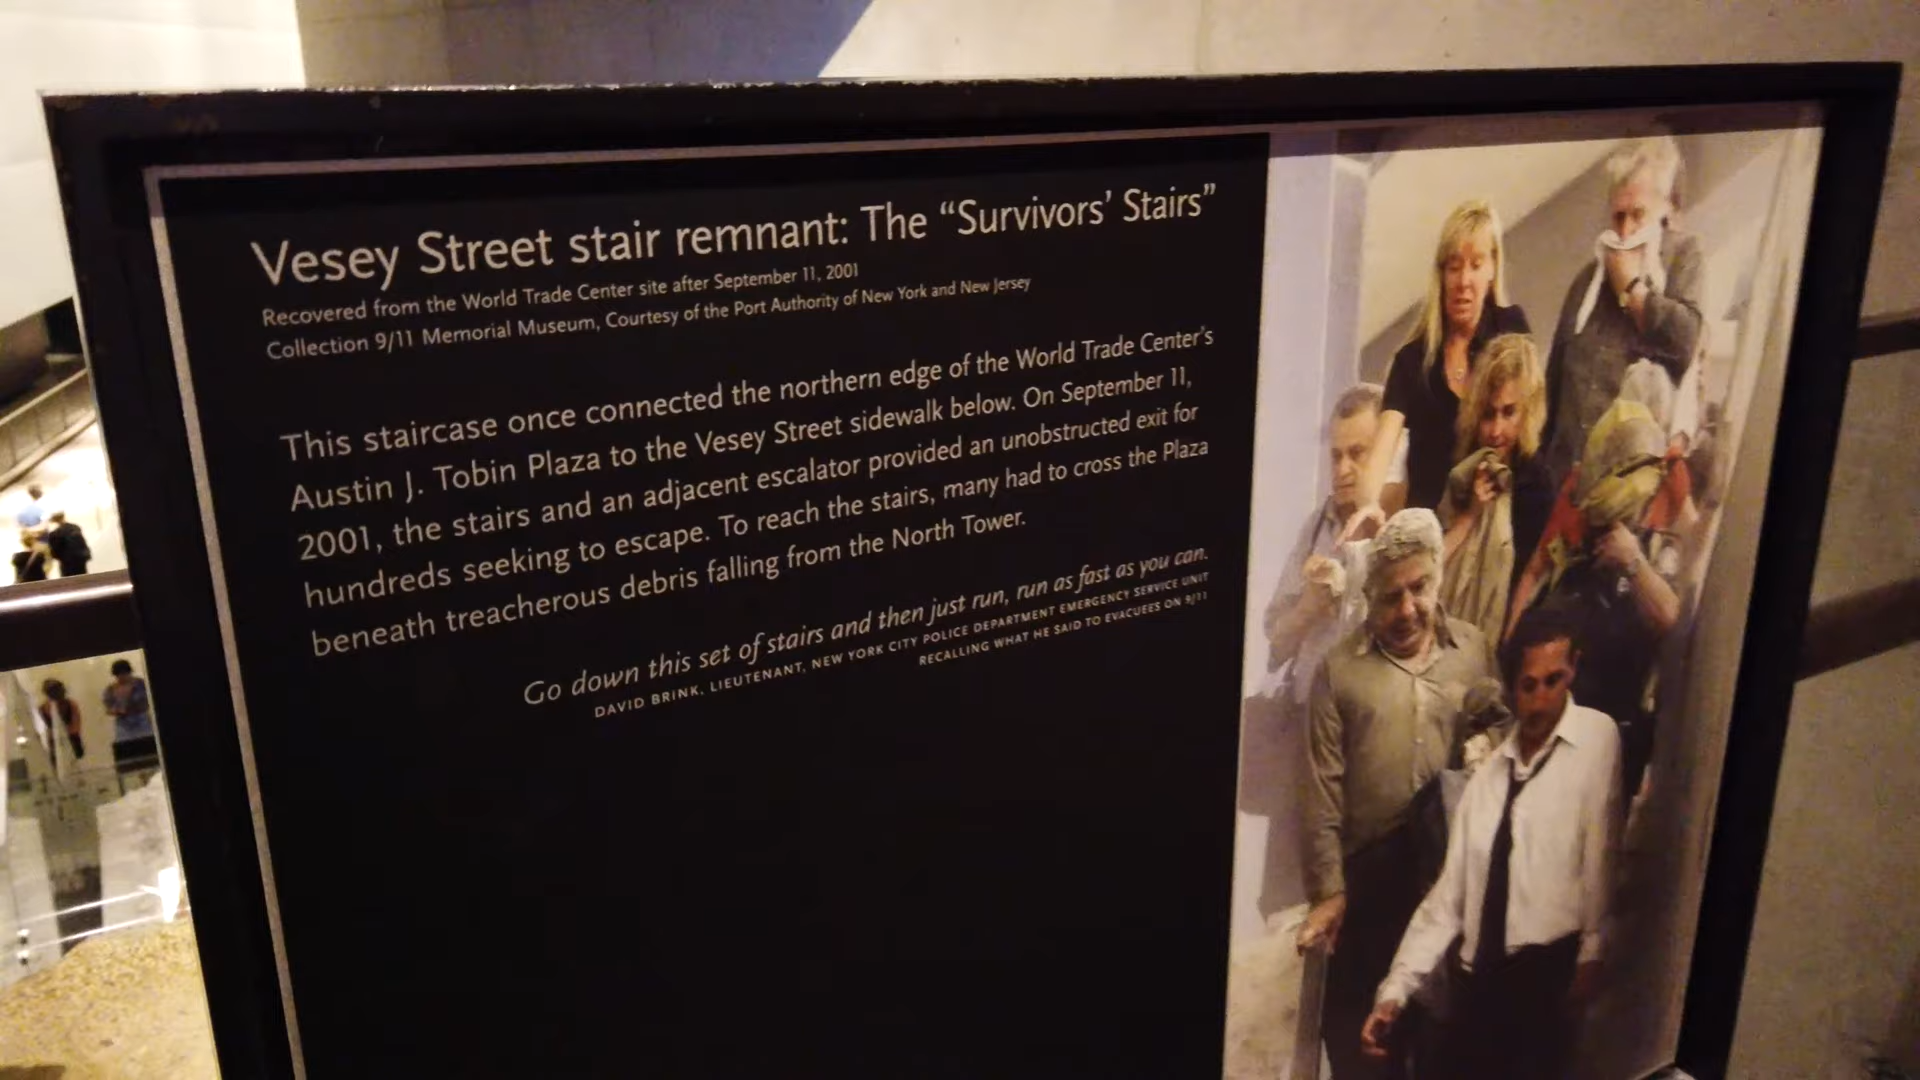 Vesey Street stair remnant: The “Survivors’ Stairs”
Recovered from the World Trade Center site after September 11, 2001
Collection 9/11 Memorial Museum, Courtesy of the Port Authority of New York and New Jersey
This staircase once connected the northern edge of the World Trade Center’s
Austin J. Tobin Plaza to the Vesey Street sidewalk below. On September 11,
2001, the stairs and an adjacent escalator provided an unobstructed exit for
hundreds seeking to escape. To reach the stairs, many had to cross the Plaza
beneath treacherous debris falling from the North Tower.
Go down this set of stairs and then just run, run as fast as you can.
DAVID BRINK, LIEUTENANT, NEW YORK CITY POLICE DEPARTMENT EMERGENCY SERVICE UNIT
RECALLING WHAT HE SAID TO EVACUEES ON 9/11